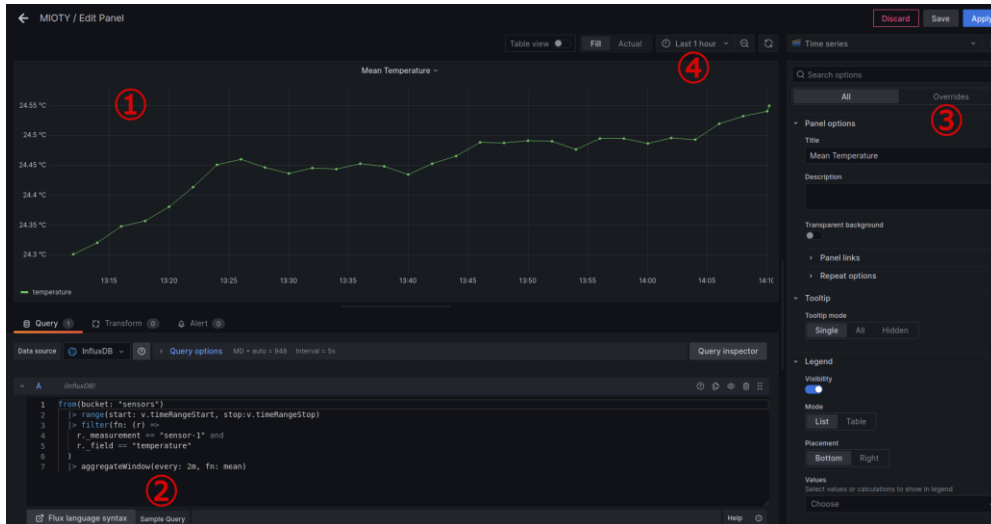 ← MIOTY / Edit Panel
Discard Save Apply
Table view Fill Actual Last 1 hour
Time series
④
Mean Temperature
①
24.55 °C
24.5 °C
24.45 °C
24.4 °C
24.35 °C
24.3 °C
13:15 13:20 13:25 13:30 13:35 13:40 13:45 13:50 13:55 14:00 14:05 14:10
temperature
Search options
All Overrides
③
Panel options
Title
Mean Temperature
Description
Transparent background
Panel links
Repeat options
Tooltip
Tooltip mode
Single All Hidden
Legend
Visibility
Mode
List Table
Placement
Bottom Right
Values
Select values or calculations to show in legend
Choose
Query 1 Transform 0 Alert 0
Data source InfluxDB Query options MD = auto = 948 Interval = 5s Query inspector
A (InfluxDB)
1 from(bucket: "sensors")
2 |> range(start: v.timeRangeStart, stop:v.timeRangeStop)
3 |> filter(fn: (r) =>
4 r._measurement == "sensor-1" and
5 r._field == "temperature"
6 )
7 |> aggregateWindow(every: 2m, fn: mean)
②
Flux language syntax Sample Query Help